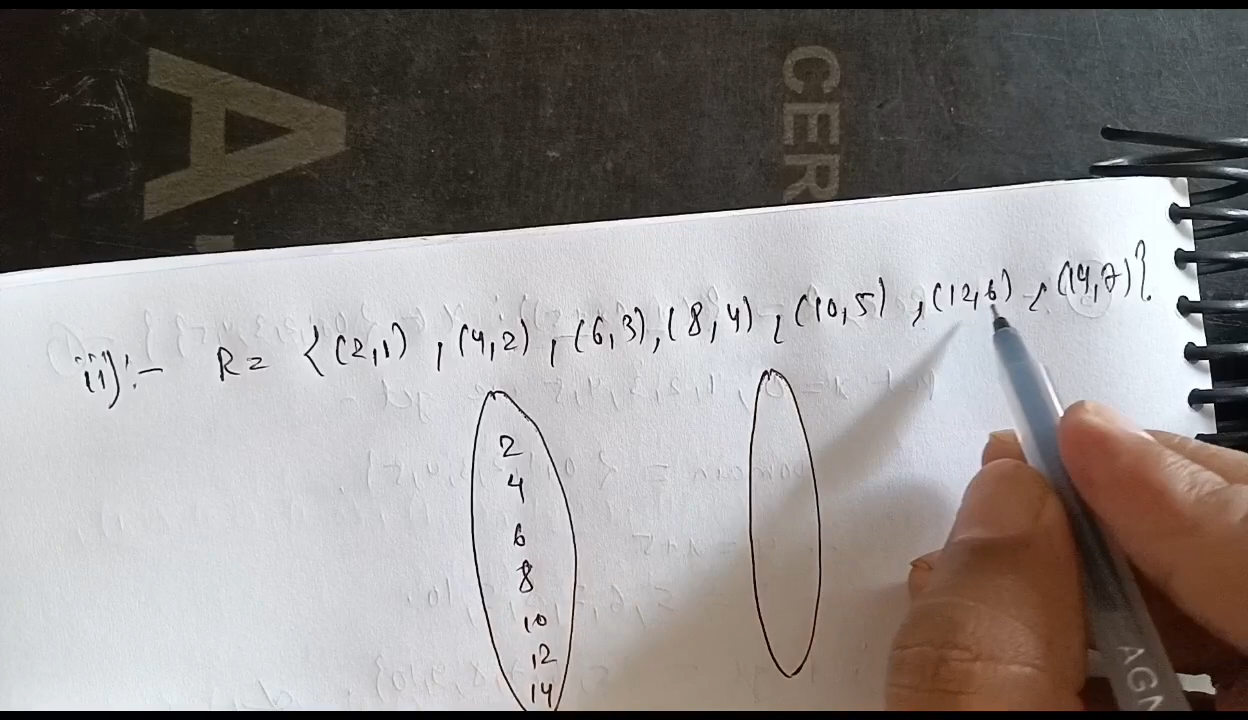 A.
CER
ii):- R = {(2,1), (4,2), (6,3), (8,4), (10,5), (12,6), (14,7)}.
2
4
6
8
10
12
14
AGN